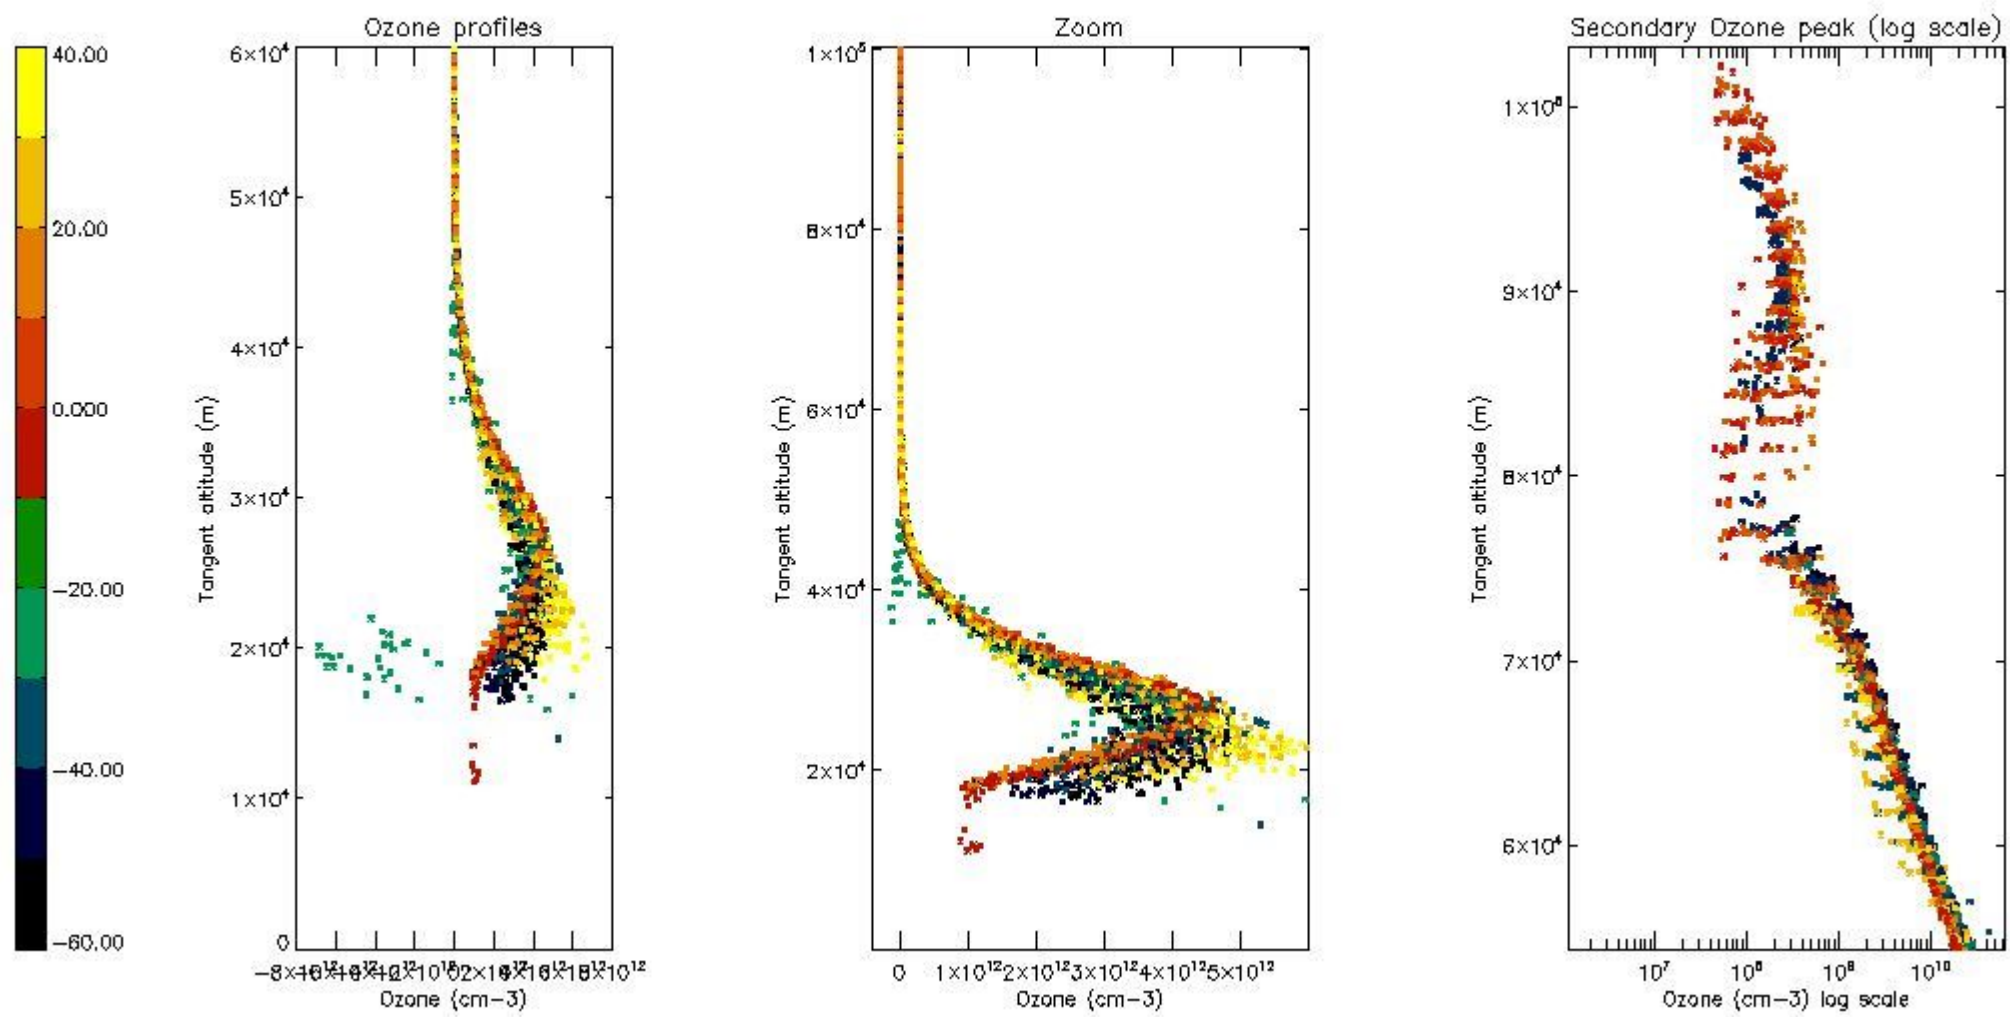 Ozone profiles
Zoom
Secondary Ozone peak (log scale)
40.00
20.00
0.000
-20.00
-40.00
-60.00
6×10⁴
5×10⁴
4×10⁴
3×10⁴
2×10⁴
1×10⁴
0
Tangent altitude (m)
Ozone (cm-3)
1×10⁵
8×10⁴
6×10⁴
4×10⁴
2×10⁴
Tangent altitude (m)
0 1×10¹² 2×10¹² 3×10¹² 4×10¹² 5×10¹²
Ozone (cm-3)
9×10⁴
8×10⁴
7×10⁴
6×10⁴
Tangent altitude (m)
10⁷ 10⁸ 10⁹ 10¹⁰
Ozone (cm-3) log scale